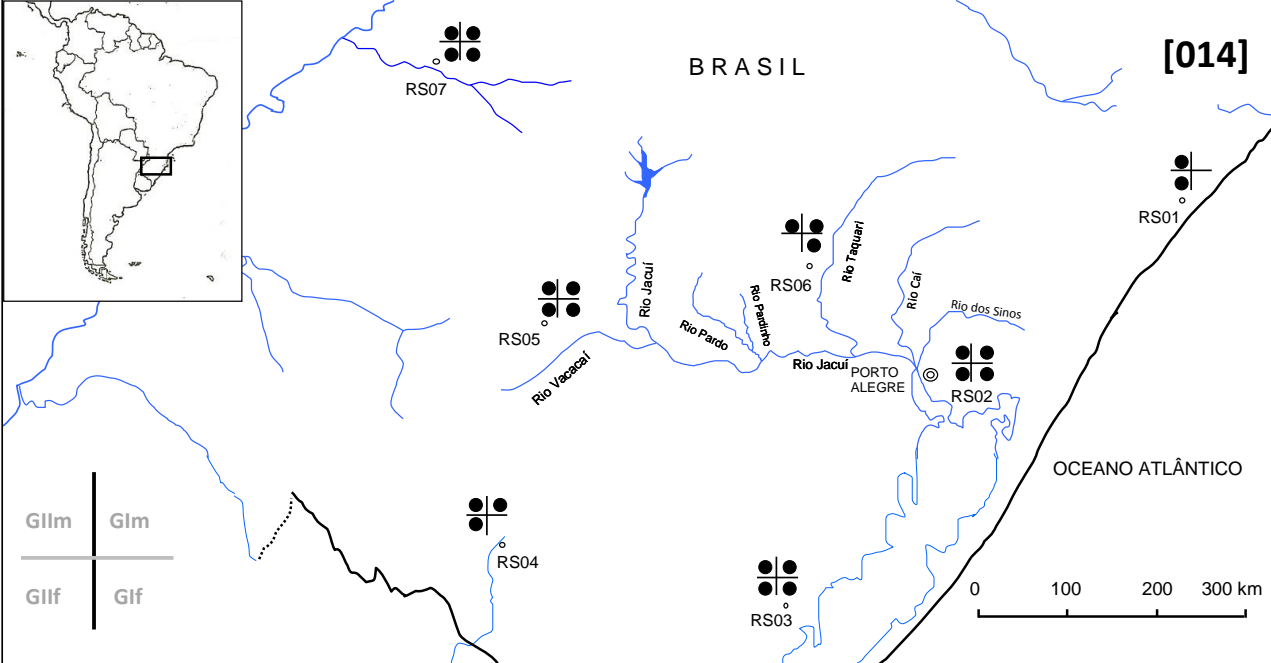 [014]
BRASIL
RS07
RS01
Rio Taquari
RS06
Rio Jacuí
Rio Caí
Rio Pardinho
Rio dos Sinos
RS05
Rio Pardo
Rio Jacuí
Rio Vacacaí
PORTO
ALEGRE
RS02
OCEANO ATLÂNTICO
GIIm
GIm
GIIf
GIf
RS04
RS03
0 100 200 300 km